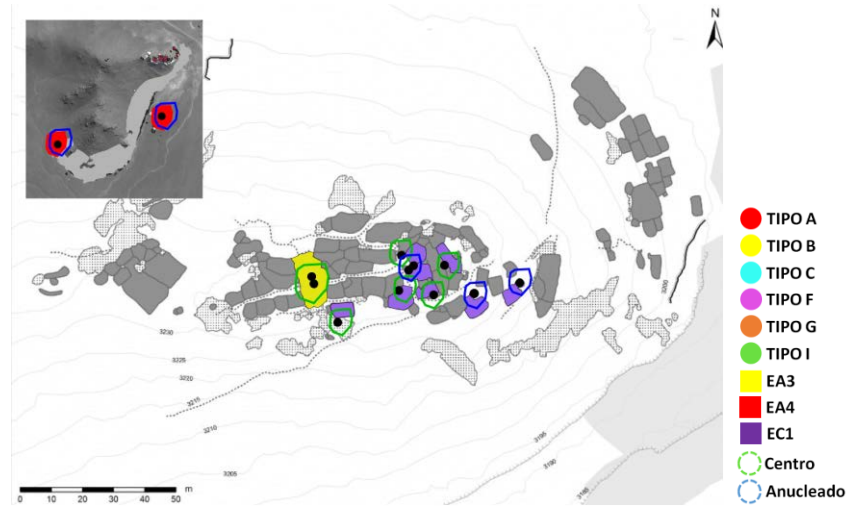 N
TIPO A
TIPO B
TIPO C
TIPO F
TIPO G
TIPO I
EA3
EA4
EC1
Centro
Anucleado
3200
3230
3225
3220
3215
3210
3205
3195
3190
3185
m
0 10 20 30 40 50